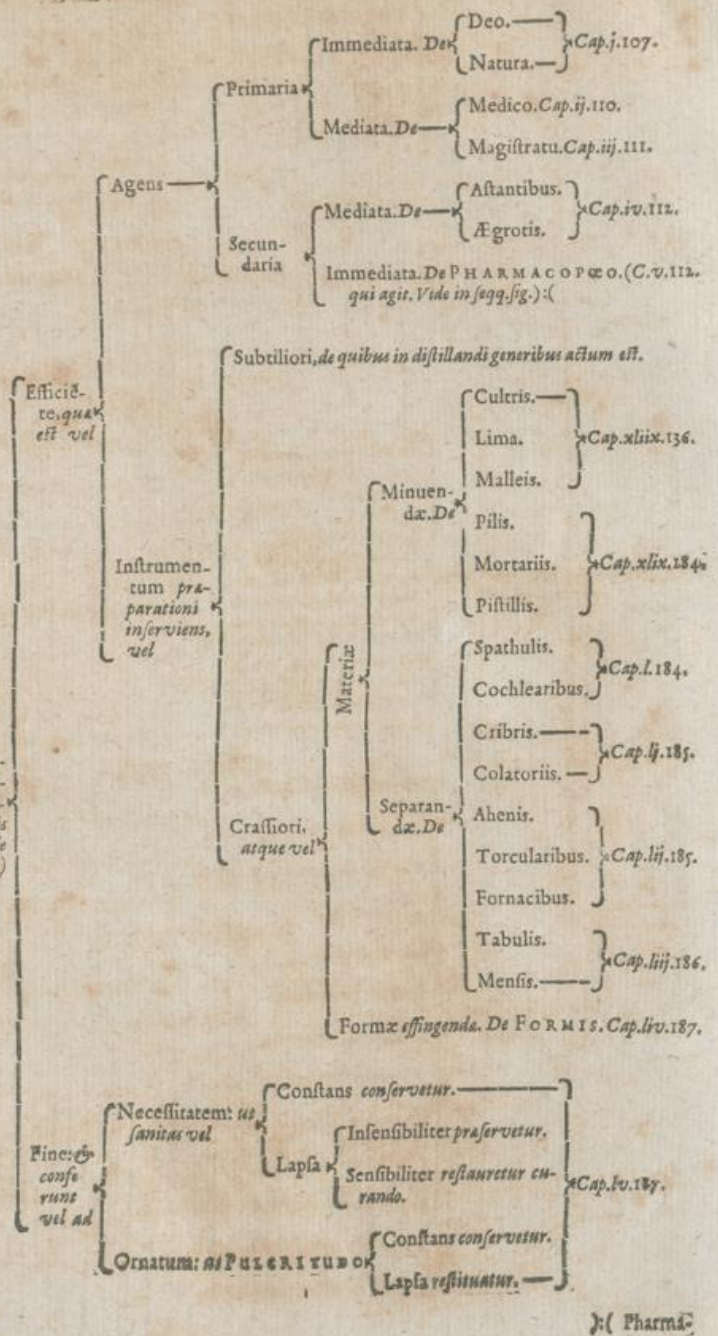 Deo.
Immediata. De
Cap.j.107.
Natura.
Primaria
Medico.Cap.ij.110.
Mediata.De
Magiſtratu.Cap.iij.111.
Agens
Aſtantibus.
Mediata.De
Cap.iv.112.
Ægrotis.
Secun-
daria
Immediata. De PHARMACOPœO.(C.v.112.
qui agit. Vide in ſeqq.ſig.):(
Subtiliori, de quibus in diſtillandi generibus actum eſt.
Efficiẽ-
te, quæ
eſt vel
Cultris.
Lima.
Cap.xliix.136.
Malleis.
Minuen-
dæ.De
Pilis.
Mortariis.
Cap.xlix.184.
Piſtillis.
Inſtrumen-
tum præ-
parationi
inſerviens,
vel
Materiæ
Spathulis.
Cap.l.184.
Cochlearibus.
Cribris.
Cap.lj.185.
Colatoriis.
Separan-
dæ.De
Ahenis.
Torcularibus.
Cap.lij.185.
Fornacibus.
Craſſiori,
atque vel
Tabulis.
Cap.liij.186.
Menſis.
Formæ effingendæ. De FORMIS. Cap.liv.187.
Conſtans conſervetur.
Neceſſitatem: ut
ſanitas vel
Inſenſibiliter præſervetur.
Lapſa
Senſibiliter reſtauretur cu-
rando.
Fine: &
confe
runt
vel ad
Cap.lv.187.
Conſtans conſervetur.
Ornatum: ut PULCRITUDO
Lapſa reſtituatur.
):( Pharma-